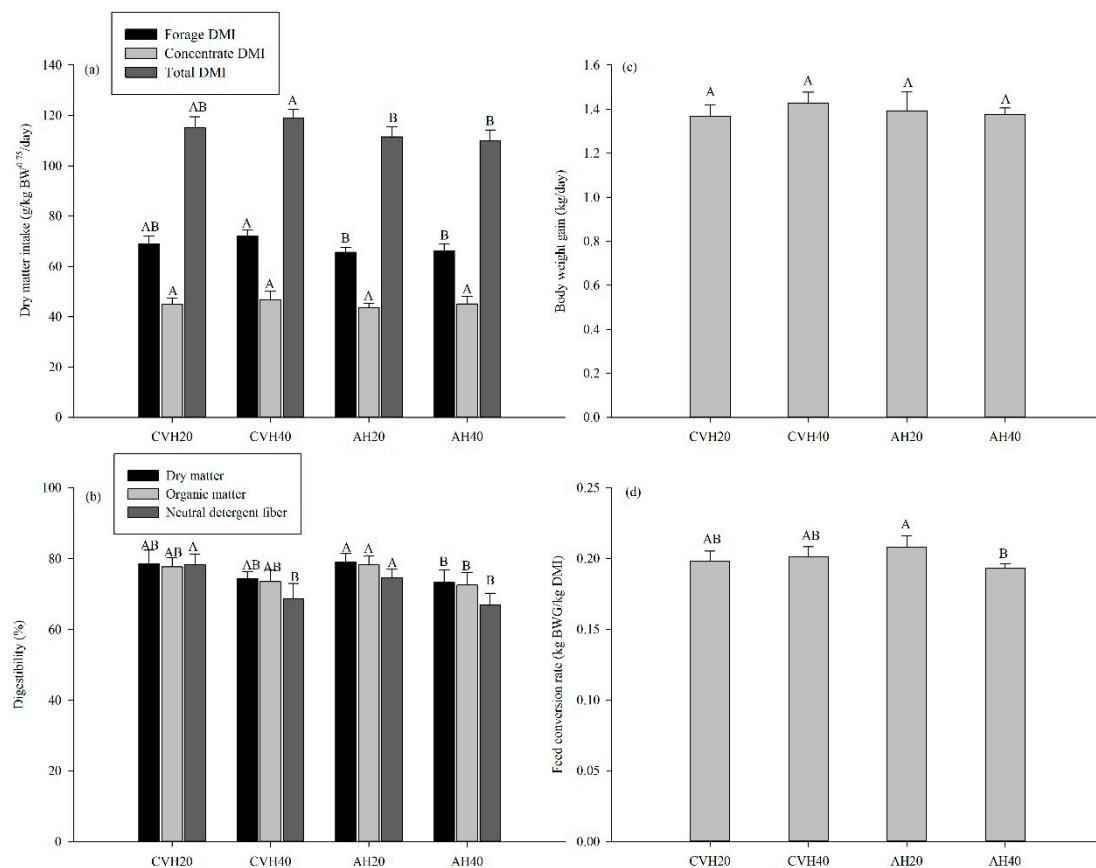 (a)
Forage DMI
Concentrate DMI
Total DMI
Dry matter intake (g/kg BW0.75/day)
140
120
100
80
60
40
20
0
AB
A
AB
A
A
A
B
A
B
B
A
B
CVH20
CVH40
AH20
AH40
(c)
Body weight gain (kg/day)
1.6
1.4
1.2
1.0
0.8
0.6
0.4
0.2
0.0
A
A
A
A
CVH20
CVH40
AH20
AH40
(b)
Dry matter
Organic matter
Neutral detergent fiber
Digestibility (%)
100
80
60
40
20
0
AB
AB
A
AB
AB
B
A
A
A
B
B
B
CVH20
CVH40
AH20
AH40
(d)
Feed conversion rate (kg BWG/kg DMI)
0.25
0.20
0.15
0.10
0.05
0.00
AB
AB
A
B
CVH20
CVH40
AH20
AH40